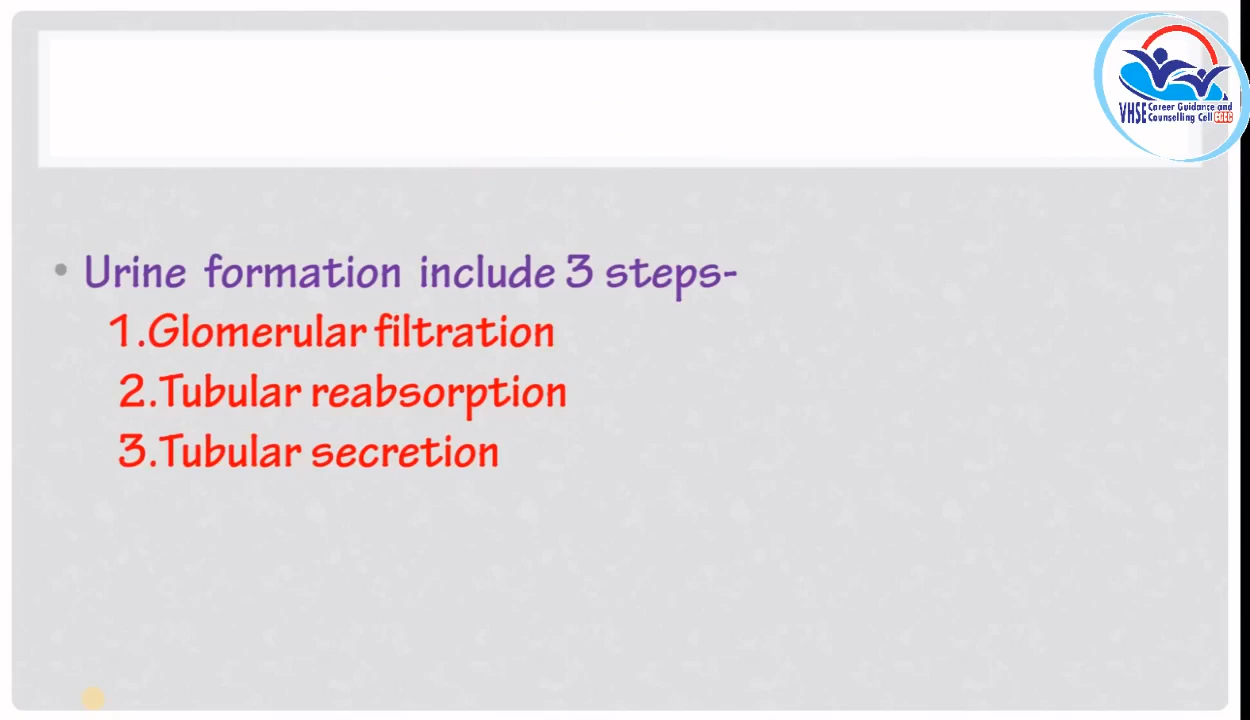 VHSE Career Guidance and
Counselling Cell CGCC
• Urine formation include 3 steps-
1.Glomerular filtration
2.Tubular reabsorption
3.Tubular secretion